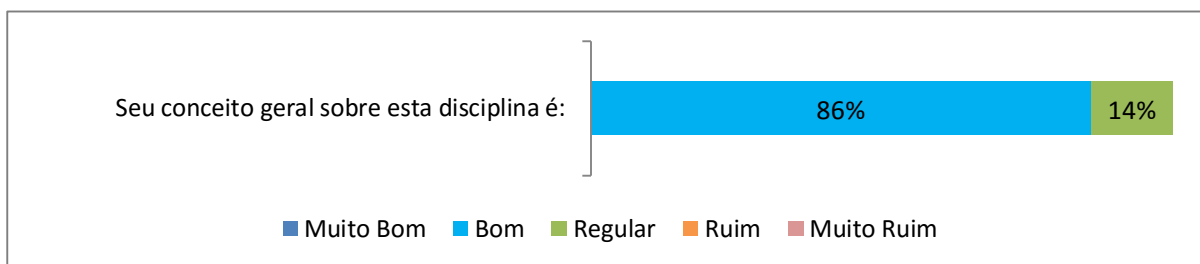 Seu conceito geral sobre esta disciplina é:
86%
14%
Muito Bom
Bom
Regular
Ruim
Muito Ruim